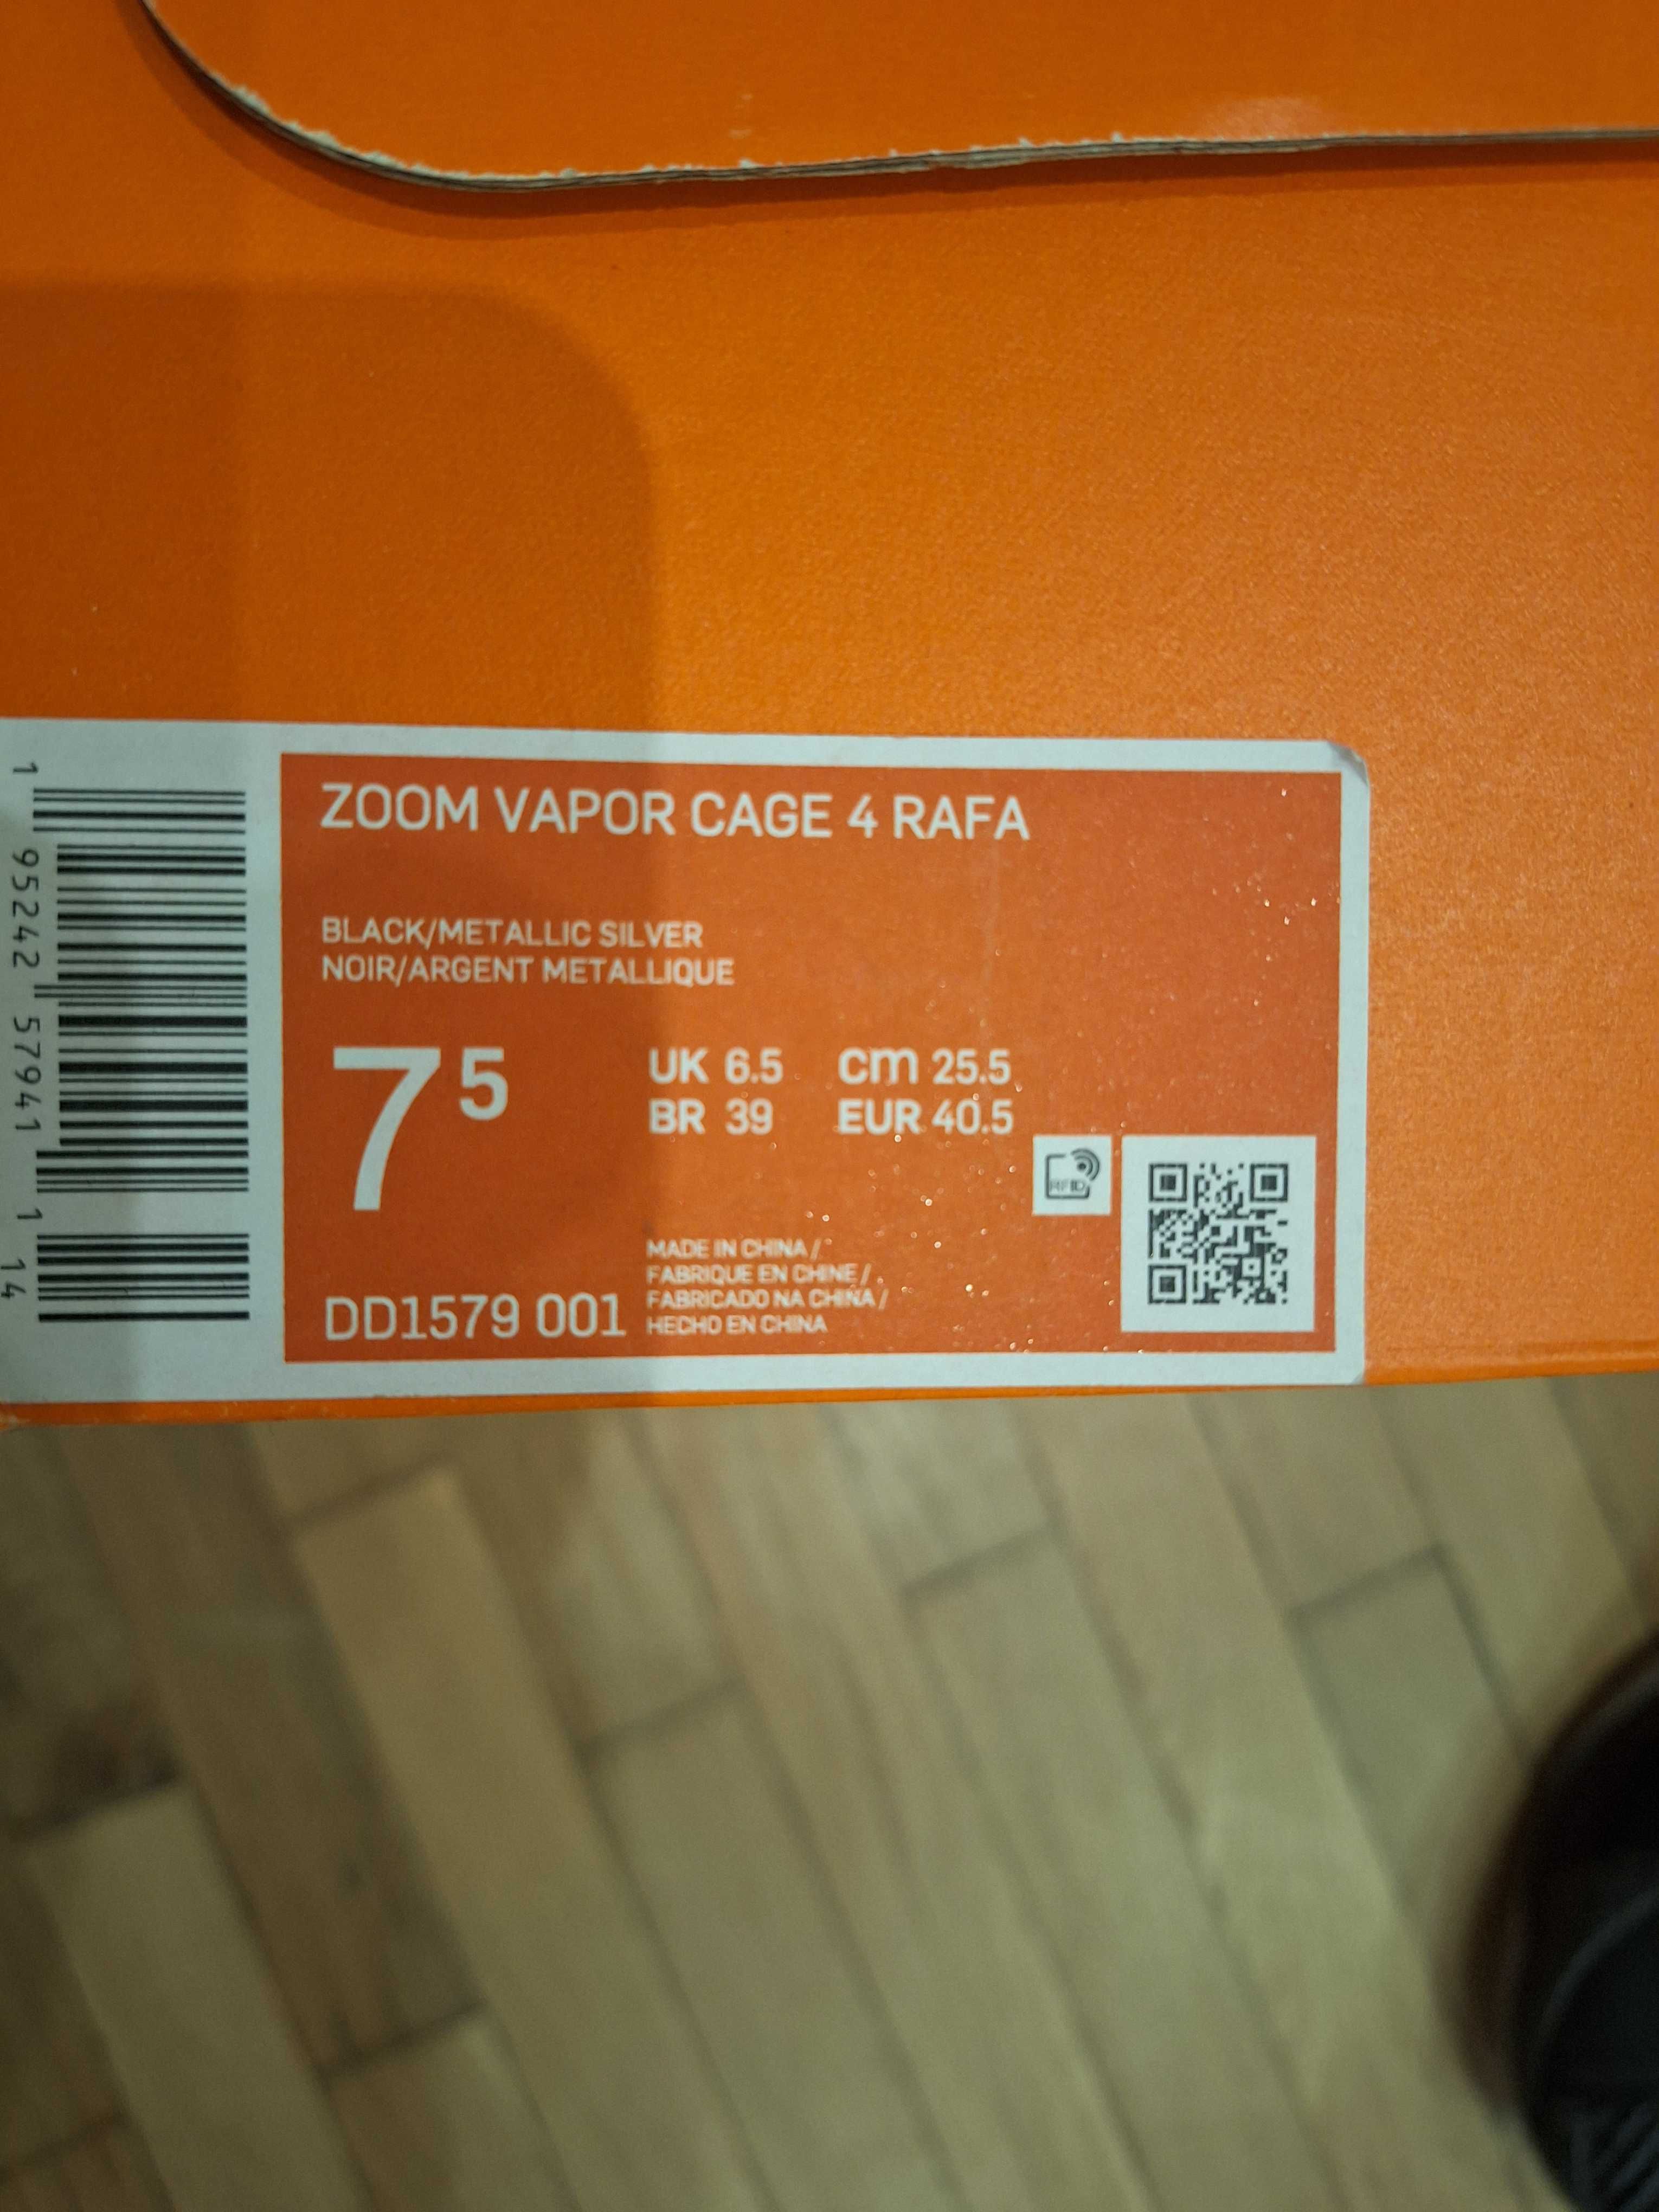 ZOOM VAPOR CAGE 4 RAFA
BLACK/METALLIC SILVER
NOIR/ARGENT METALLIQUE
7 5
UK 6.5 cm 25.5
BR 39 EUR 40.5
RFID
MADE IN CHINA /
FABRIQUE EN CHINE /
FABRICADO NA CHINA /
HECHO EN CHINA
DD1579 001
1 95242 57941 1 14